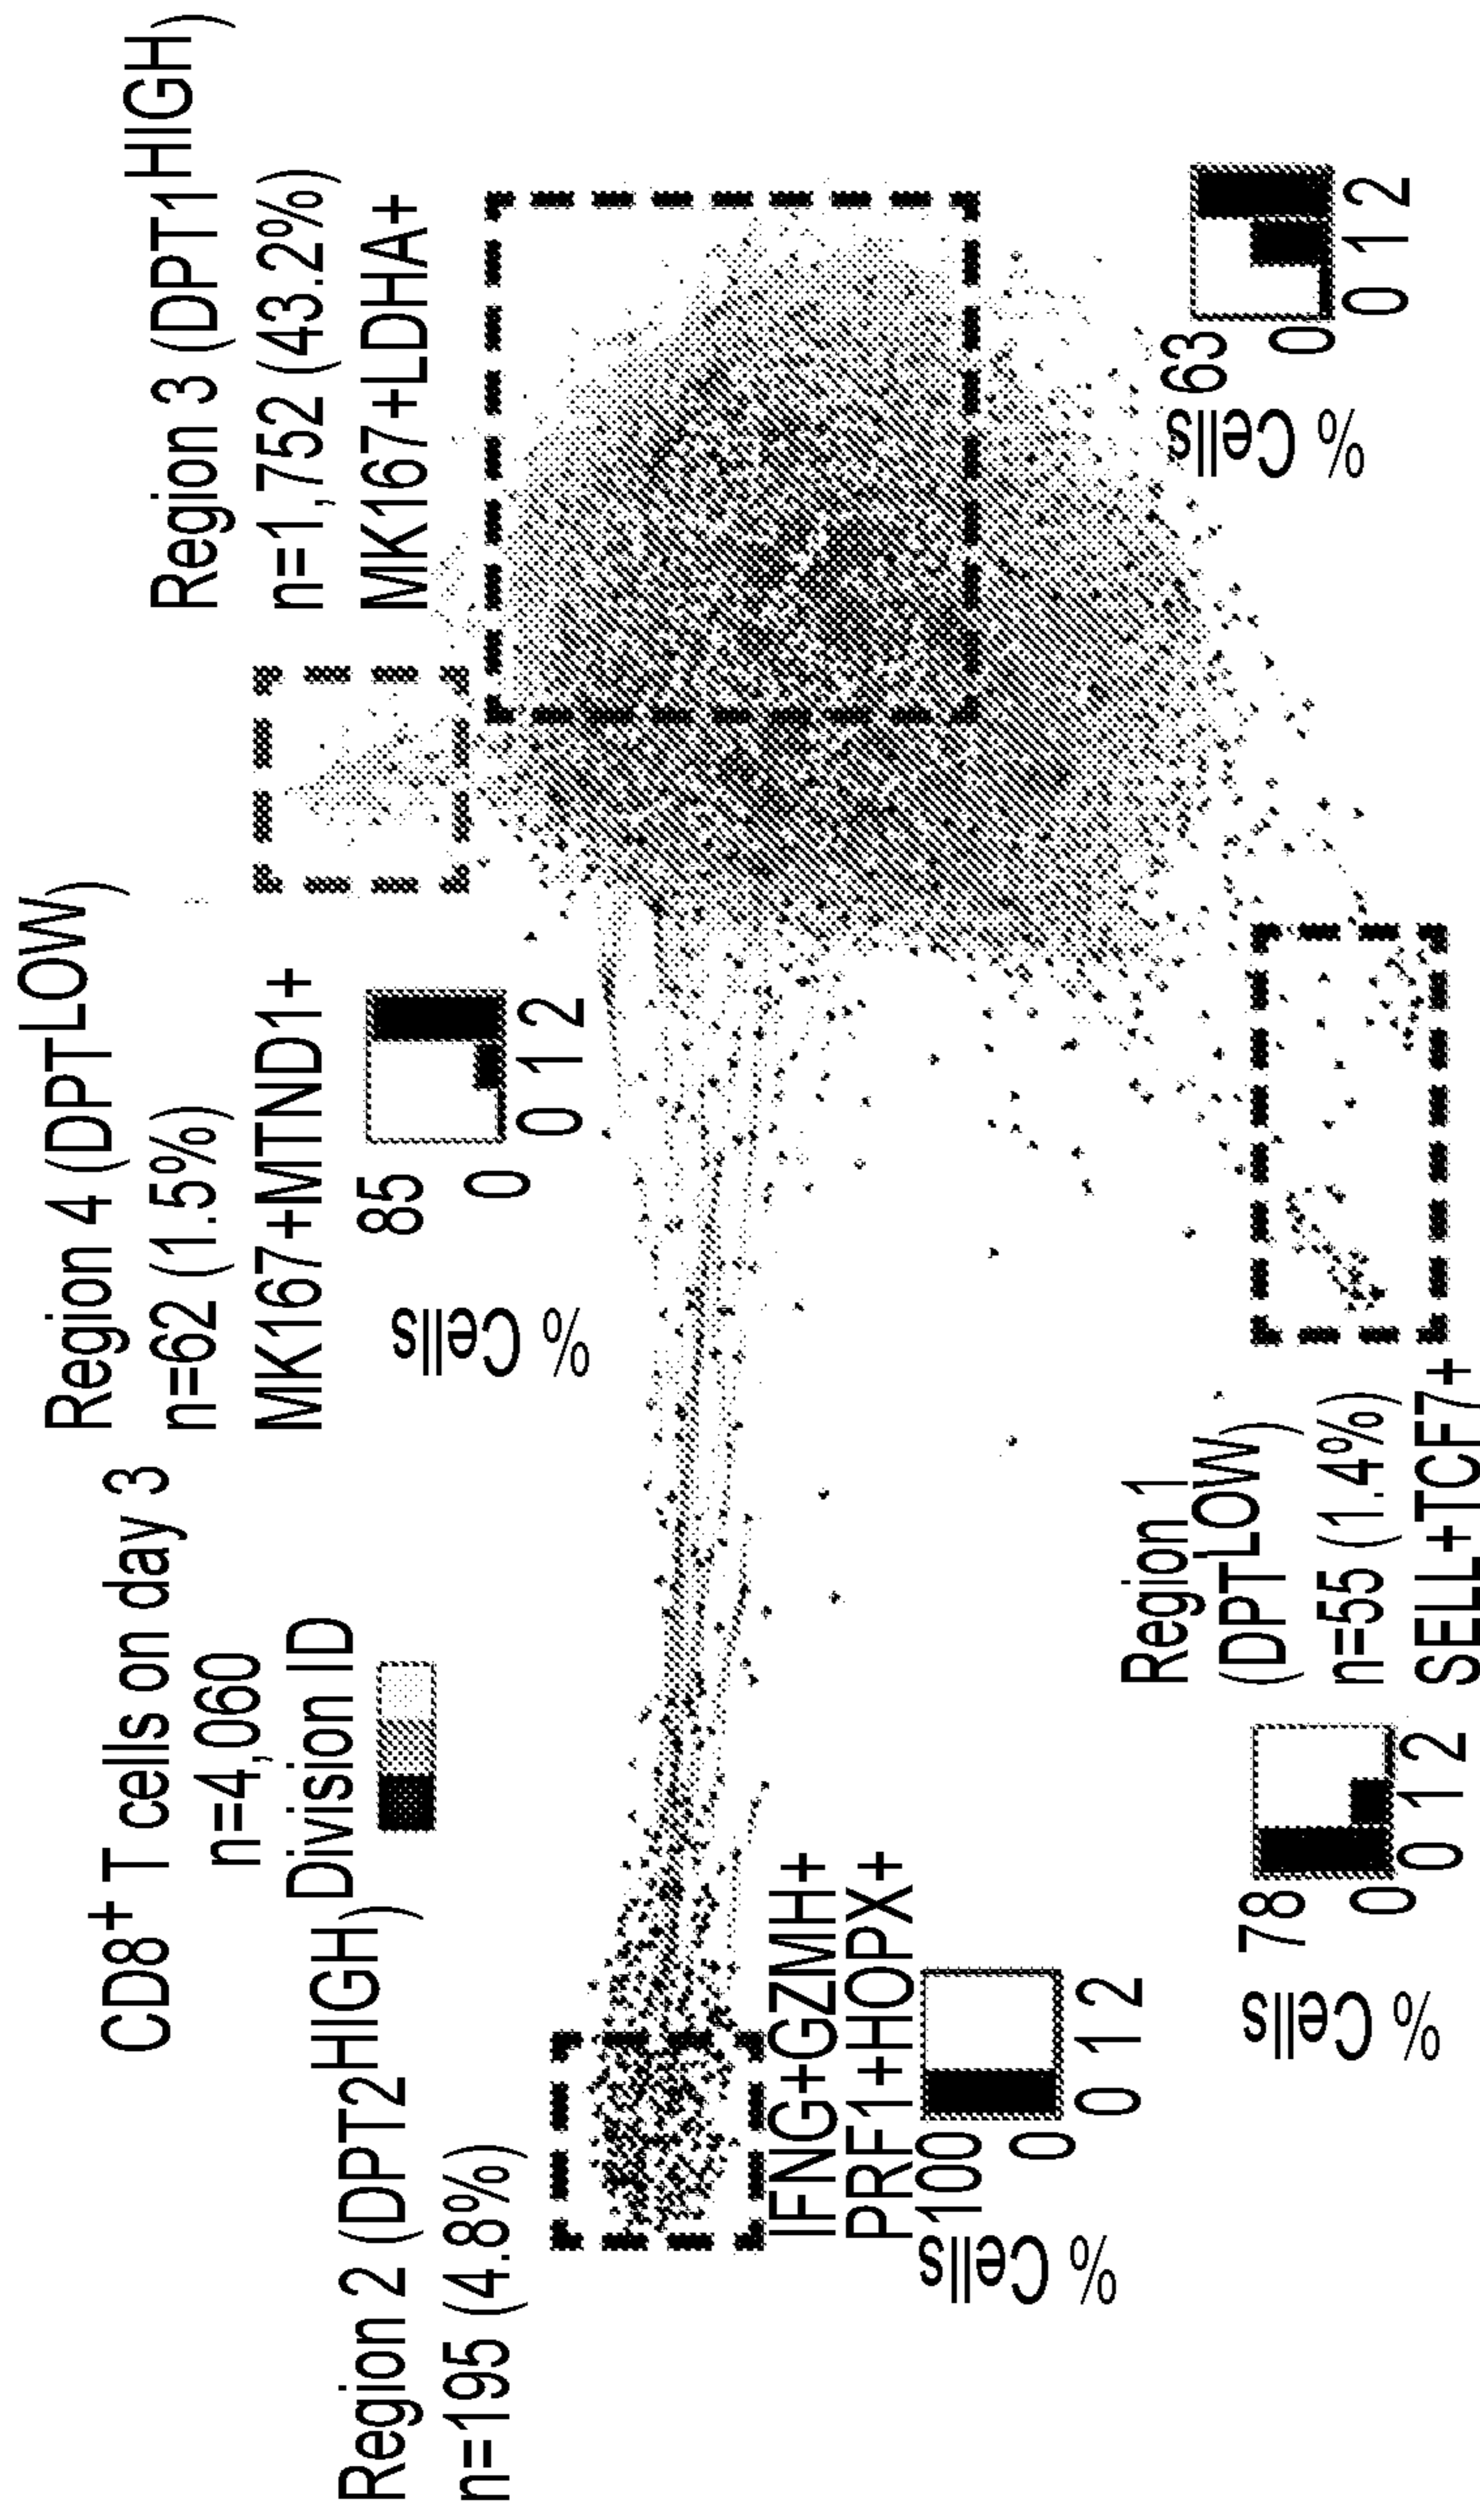 CD8+ T cells on day 3
n=4,060
Division ID
Region 4 (DPTLOW)
n=62 (1.5%)
MK167+MTND1+
85
0
% Cells
0 1 2
Region 3 (DPT1HIGH)
n=1,752 (43.2%)
MK167+LDHA+
63
0
% Cells
0 1 2
Region 2 (DPT2HIGH)
n=195 (4.8%)
IFNG+GZMH+
PRF1+HOPX+
100
0
% Cells
0 1 2
Region 1
(DPTLOW)
n=55 (1.4%)
SELL+TCF7+
78
0
% Cells
0 1 2